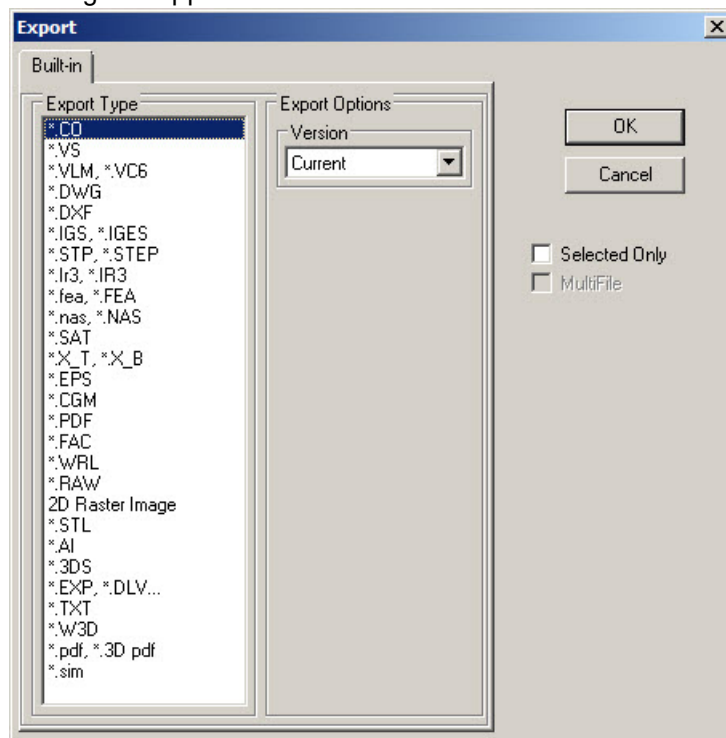 Export
Built-in
Export Type
*.CO
*.VS
*.VLM, *.VC6
*.DWG
*.DXF
*.IGS, *.IGES
*.STP, *.STEP
*.Ir3, *.IR3
*.fea, *.FEA
*.nas, *.NAS
*.SAT
*.X_T, *.X_B
*.EPS
*.CGM
*.PDF
*.FAC
*.WRL
*.RAW
2D Raster Image
*.STL
*.AI
*.3DS
*.EXP, *.DLV...
*.TXT
*.W3D
*.pdf, *.3D pdf
*.sim
Export Options
Version
Current
OK
Cancel
Selected Only
MultiFile